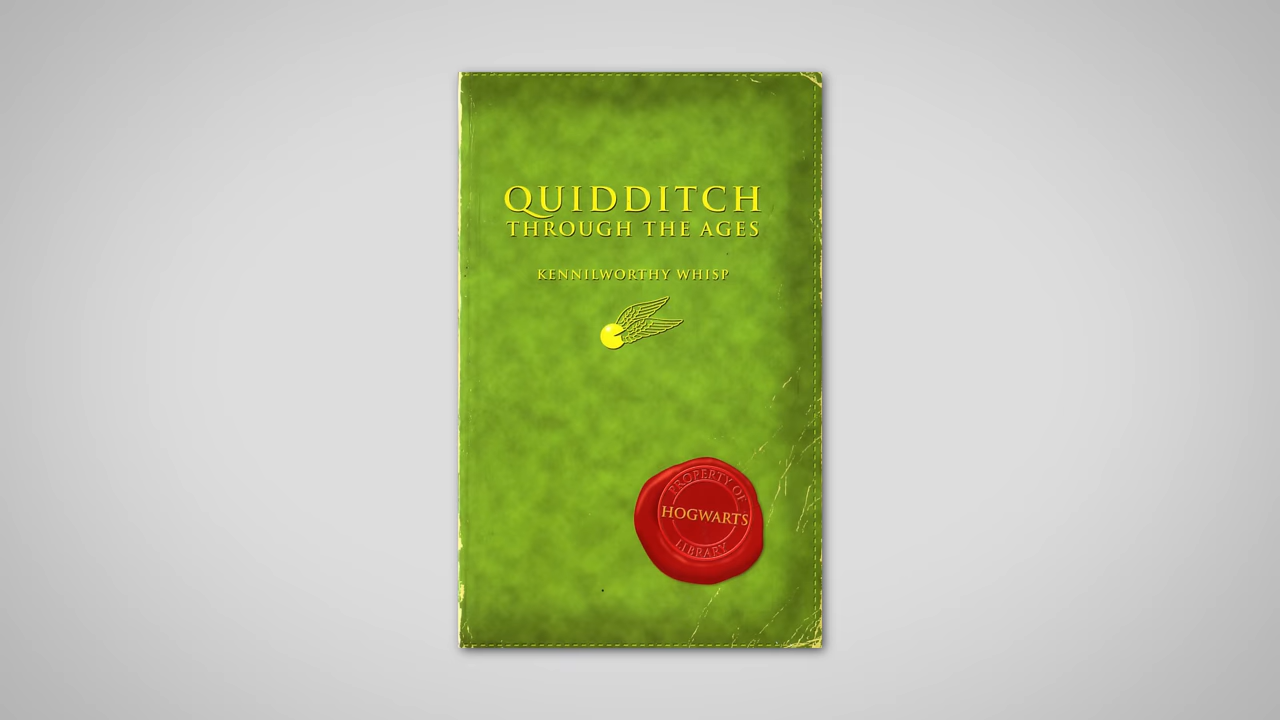 QUIDDITCH
THROUGH THE AGES
KENNILWORTHY WHISP
PROPERTY OF
HOGWARTS
LIBRARY